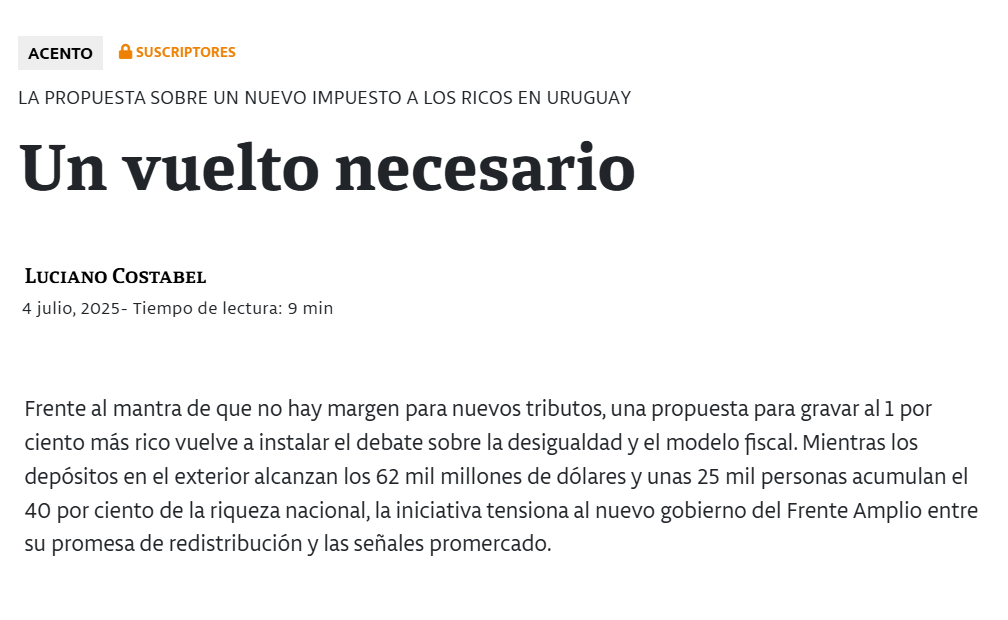 ACENTO
SUSCRIPTORES
LA PROPUESTA SOBRE UN NUEVO IMPUESTO A LOS RICOS EN URUGUAY
Un vuelto necesario
Luciano Costabel
4 julio, 2025- Tiempo de lectura: 9 min
Frente al mantra de que no hay margen para nuevos tributos, una propuesta para gravar al 1 por
ciento más rico vuelve a instalar el debate sobre la desigualdad y el modelo fiscal. Mientras los
depósitos en el exterior alcanzan los 62 mil millones de dólares y unas 25 mil personas acumulan el
40 por ciento de la riqueza nacional, la iniciativa tensiona al nuevo gobierno del Frente Amplio entre
su promesa de redistribución y las señales promercado.